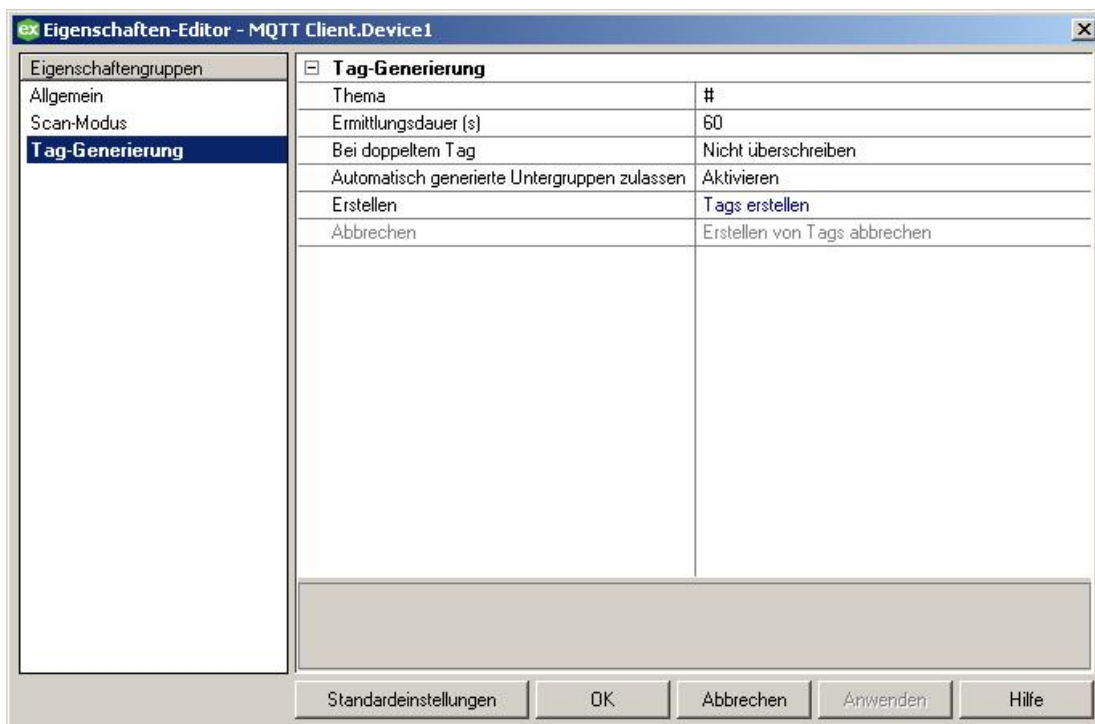 ex Eigenschaften-Editor - MQTT Client.Device1
Eigenschaftengruppen
Allgemein
Scan-Modus
Tag-Generierung
Tag-Generierung
Thema #
Ermittlungsdauer (s) 60
Bei doppeltem Tag Nicht überschreiben
Automatisch generierte Untergruppen zulassen Aktivieren
Erstellen Tags erstellen
Abbrechen Erstellen von Tags abbrechen
Standardeinstellungen OK Abbrechen Anwenden Hilfe